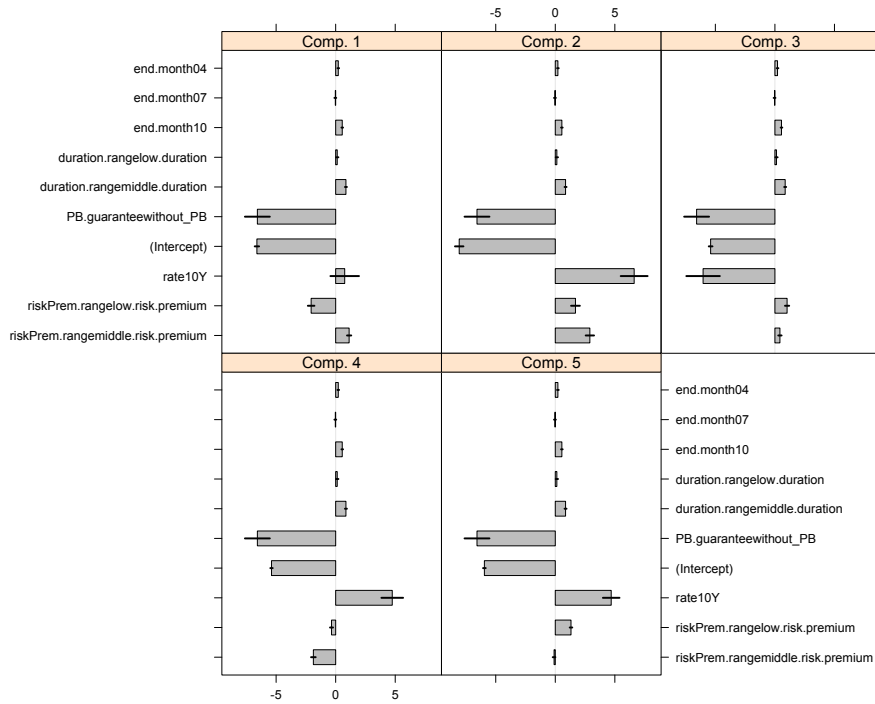 -5 0 5
Comp. 1 Comp. 2 Comp. 3
end.month04
end.month07
end.month10
duration.rangelow.duration
duration.rangemiddle.duration
PB.guaranteewithout_PB
(Intercept)
rate10Y
riskPrem.rangelow.risk.premium
riskPrem.rangemiddle.risk.premium
Comp. 4 Comp. 5
end.month04
end.month07
end.month10
duration.rangelow.duration
duration.rangemiddle.duration
PB.guaranteewithout_PB
(Intercept)
rate10Y
riskPrem.rangelow.risk.premium
riskPrem.rangemiddle.risk.premium
-5 0 5